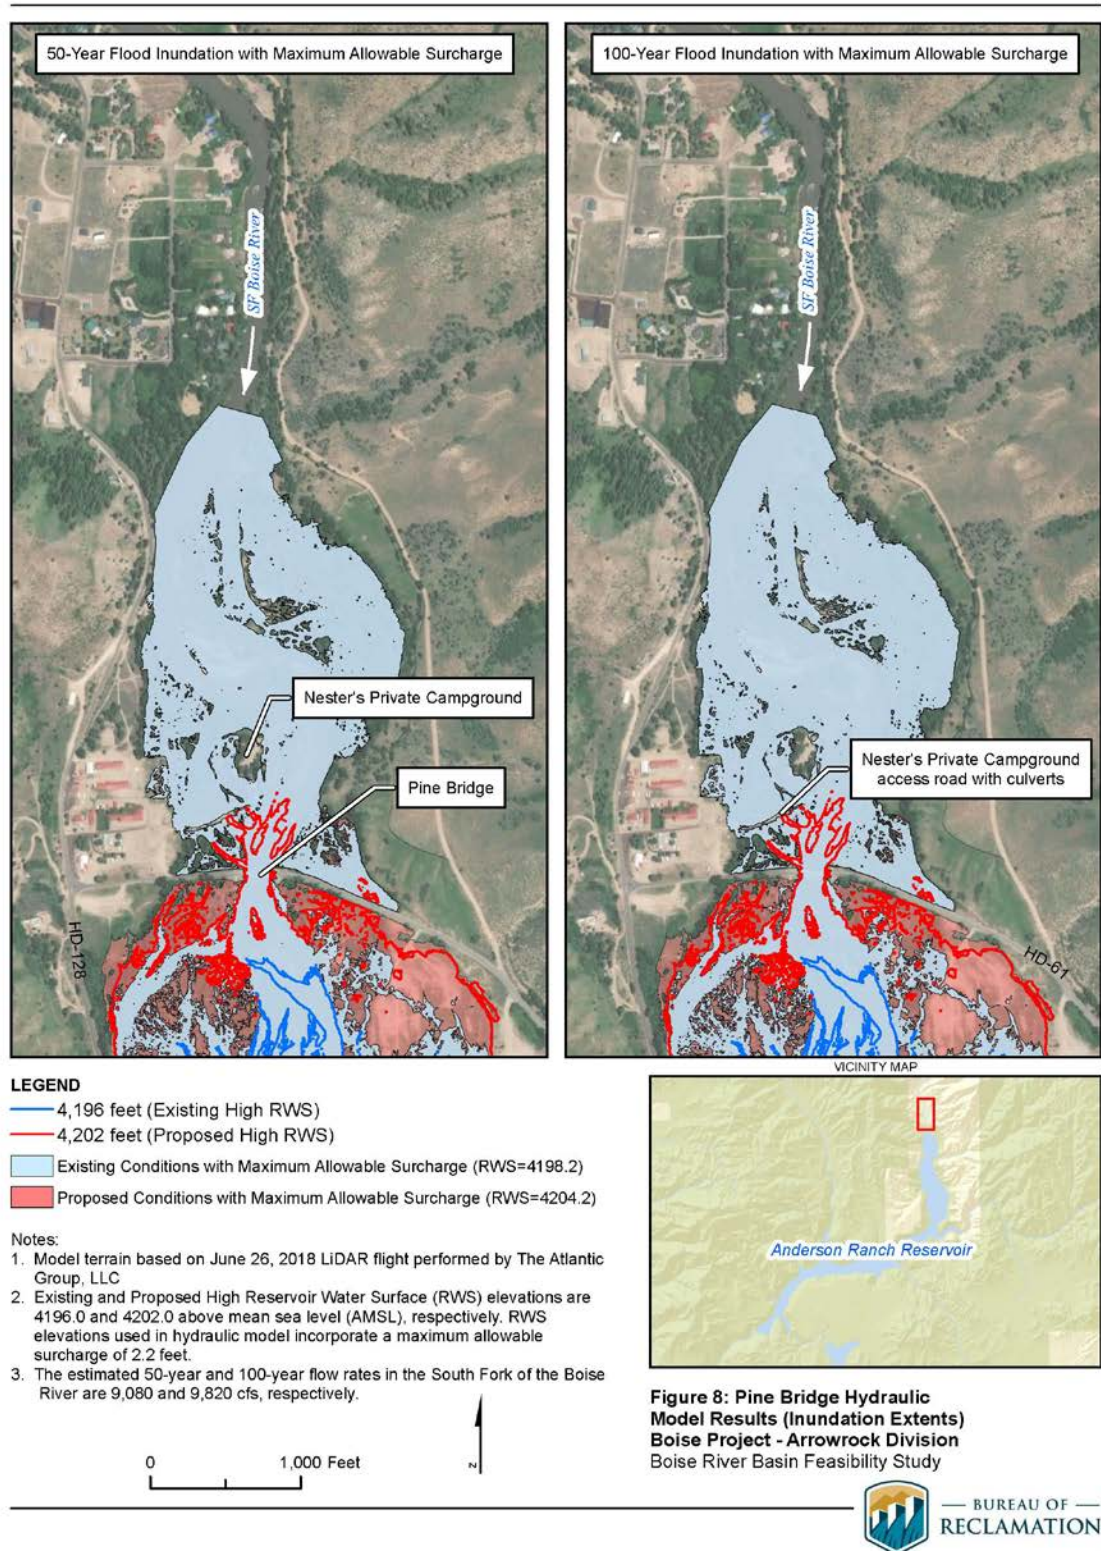 50-Year Flood Inundation with Maximum Allowable Surcharge
100-Year Flood Inundation with Maximum Allowable Surcharge
SF Boise River
SF Boise River
Nester's Private Campground
Pine Bridge
Nester's Private Campground
access road with culverts
HD-128
HD-61
LEGEND
4,196 feet (Existing High RWS)
4,202 feet (Proposed High RWS)
Existing Conditions with Maximum Allowable Surcharge (RWS=4198.2)
Proposed Conditions with Maximum Allowable Surcharge (RWS=4204.2)
Notes:
1. Model terrain based on June 26, 2018 LiDAR flight performed by The Atlantic
Group, LLC
2. Existing and Proposed High Reservoir Water Surface (RWS) elevations are
4196.0 and 4202.0 above mean sea level (AMSL), respectively. RWS
elevations used in hydraulic model incorporate a maximum allowable
surcharge of 2.2 feet.
3. The estimated 50-year and 100-year flow rates in the South Fork of the Boise
River are 9,080 and 9,820 cfs, respectively.
0 1,000 Feet
N
VICINITY MAP
Anderson Ranch Reservoir
Figure 8: Pine Bridge Hydraulic
Model Results (Inundation Extents)
Boise Project - Arrowrock Division
Boise River Basin Feasibility Study
BUREAU OF
RECLAMATION